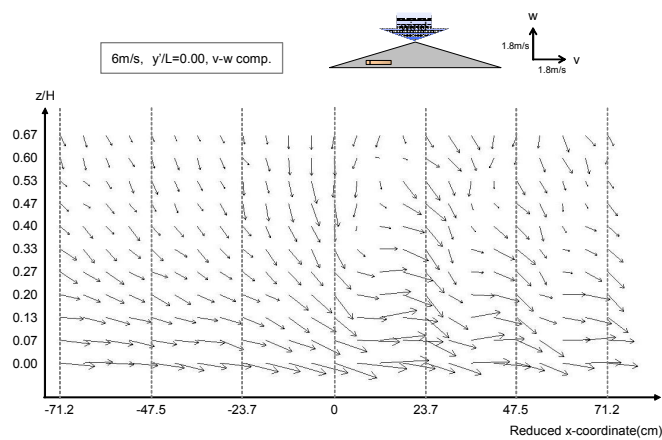 w
6m/s, y'/L=0.00, v-w comp.
1.8m/s
v
1.8m/s
z/H
0.67
0.60
0.53
0.47
0.40
0.33
0.27
0.20
0.13
0.07
0.00
-71.2 -47.5 -23.7 0 23.7 47.5 71.2
Reduced x-coordinate(cm)